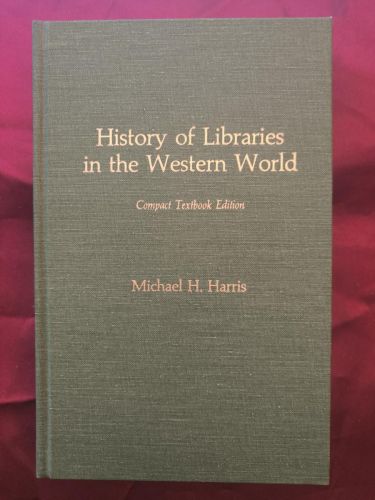 History of Libraries
in the Western World
Compact Textbook Edition
Michael H. Harris